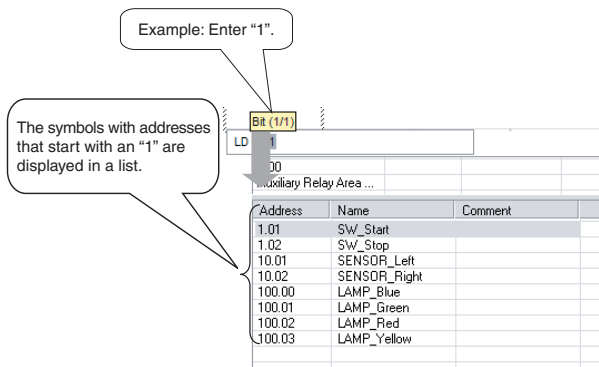 Example: Enter “1”.
Bit (1/1)
The symbols with addresses
that start with an “1” are
displayed in a list.
LD 1
Auxiliary Relay Area ...
Address Name Comment
1.01 SW_Start
1.02 SW_Stop
10.01 SENSOR_Left
10.02 SENSOR_Right
100.00 LAMP_Blue
100.01 LAMP_Green
100.02 LAMP_Red
100.03 LAMP_Yellow